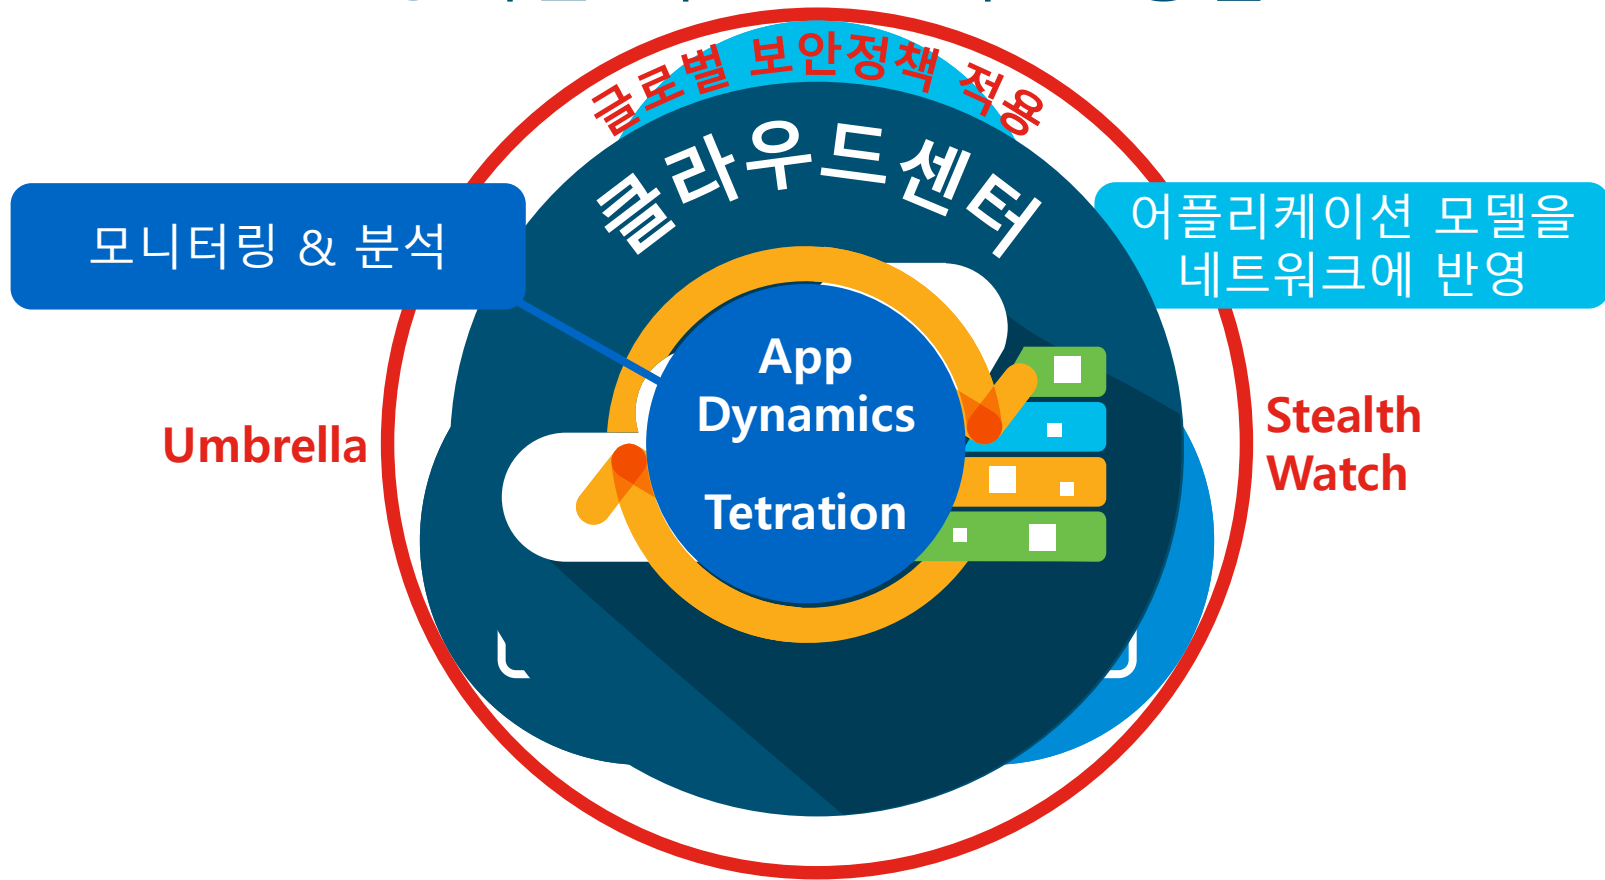 글로벌 보안정책 적용
클라우드센터
모니터링 & 분석
어플리케이션 모델을
네트워크에 반영
App
Dynamics
Tetration
Umbrella
Stealth
Watch